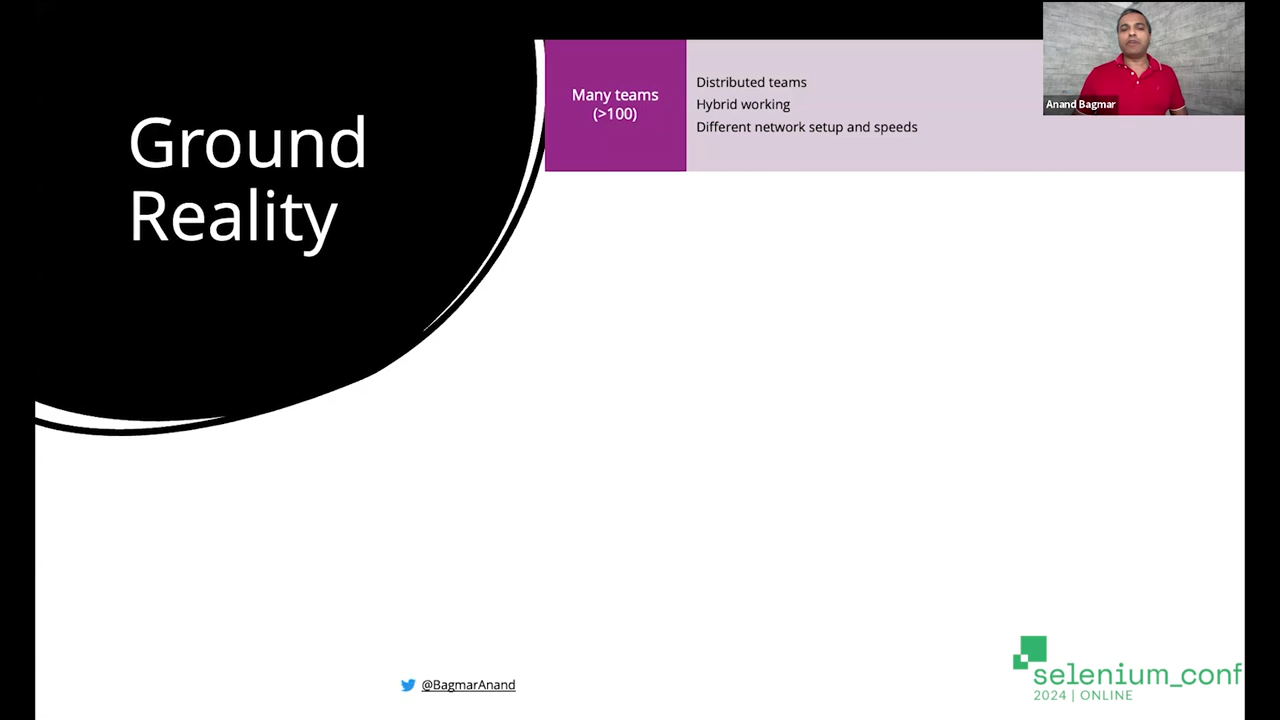 Ground
Reality
Many teams
(>100)
Distributed teams
Hybrid working
Different network setup and speeds
Anand Bagmar
@BagmarAnand
selenium_conf
2024 | ONLINE